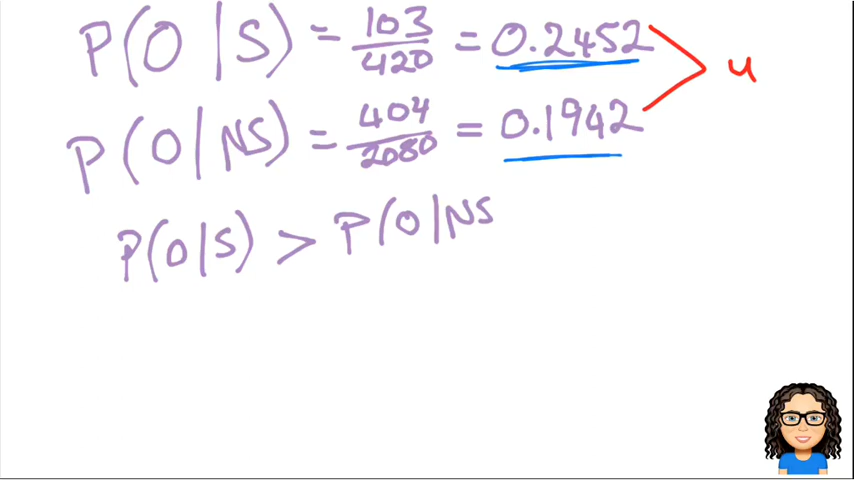 P(O|S) = 103/420 = 0.2452
P(O|NS) = 404/2080 = 0.1942
u
P(O|S) > P(O|NS